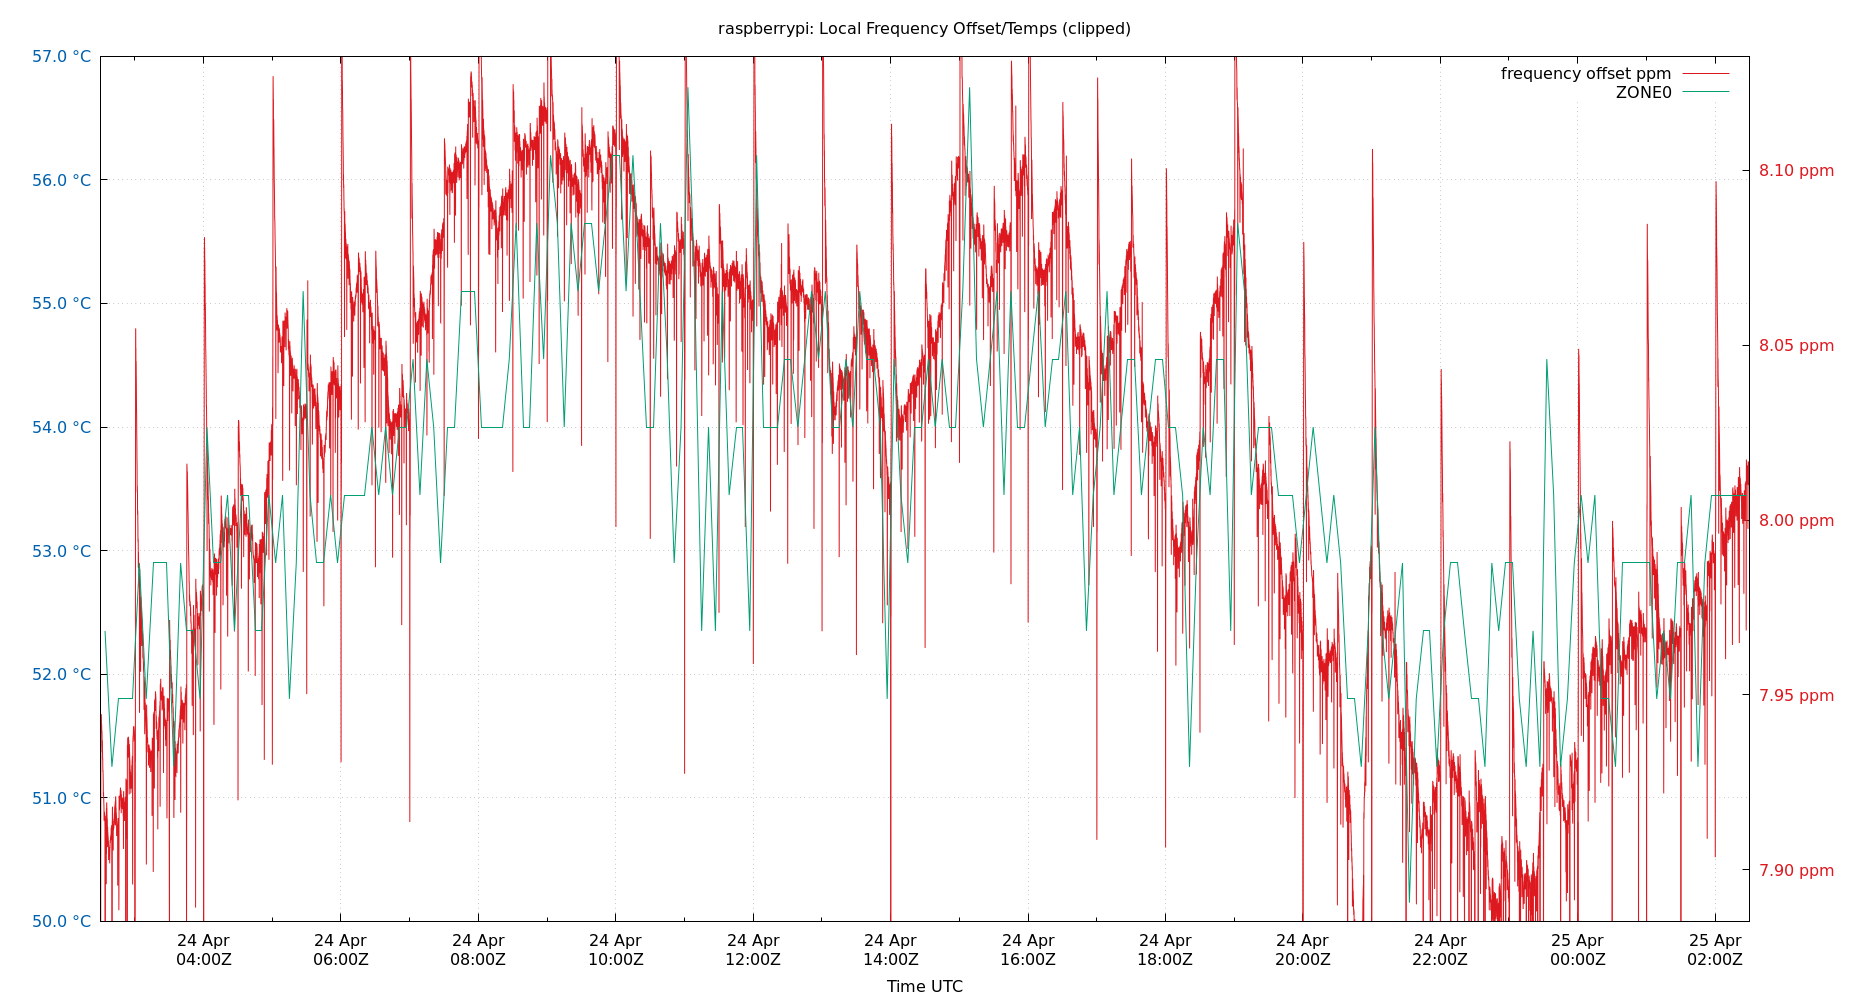 raspberrypi: Local Frequency Offset/Temps (clipped)
57.0 °C
56.0 °C
55.0 °C
54.0 °C
53.0 °C
52.0 °C
51.0 °C
50.0 °C
frequency offset ppm
ZONE0
8.10 ppm
8.05 ppm
8.00 ppm
7.95 ppm
7.90 ppm
24 Apr 24 Apr 24 Apr 24 Apr 24 Apr 24 Apr 24 Apr 24 Apr 24 Apr 24 Apr 25 Apr 25 Apr
04:00Z 06:00Z 08:00Z 10:00Z 12:00Z 14:00Z 16:00Z 18:00Z 20:00Z 22:00Z 00:00Z 02:00Z
Time UTC